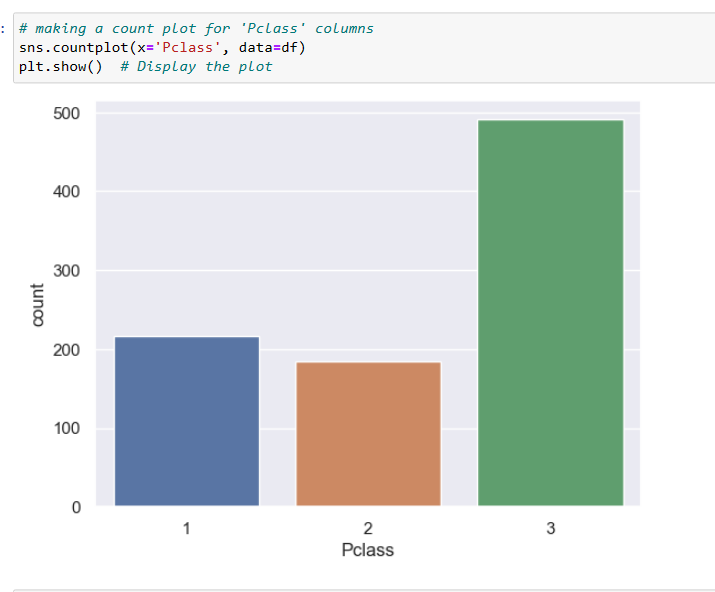 :
# making a count plot for 'Pclass' columns
sns.countplot(x='Pclass', data=df)
plt.show()  # Display the plot
500
400
300
200
100
0
count
1 2 3
Pclass